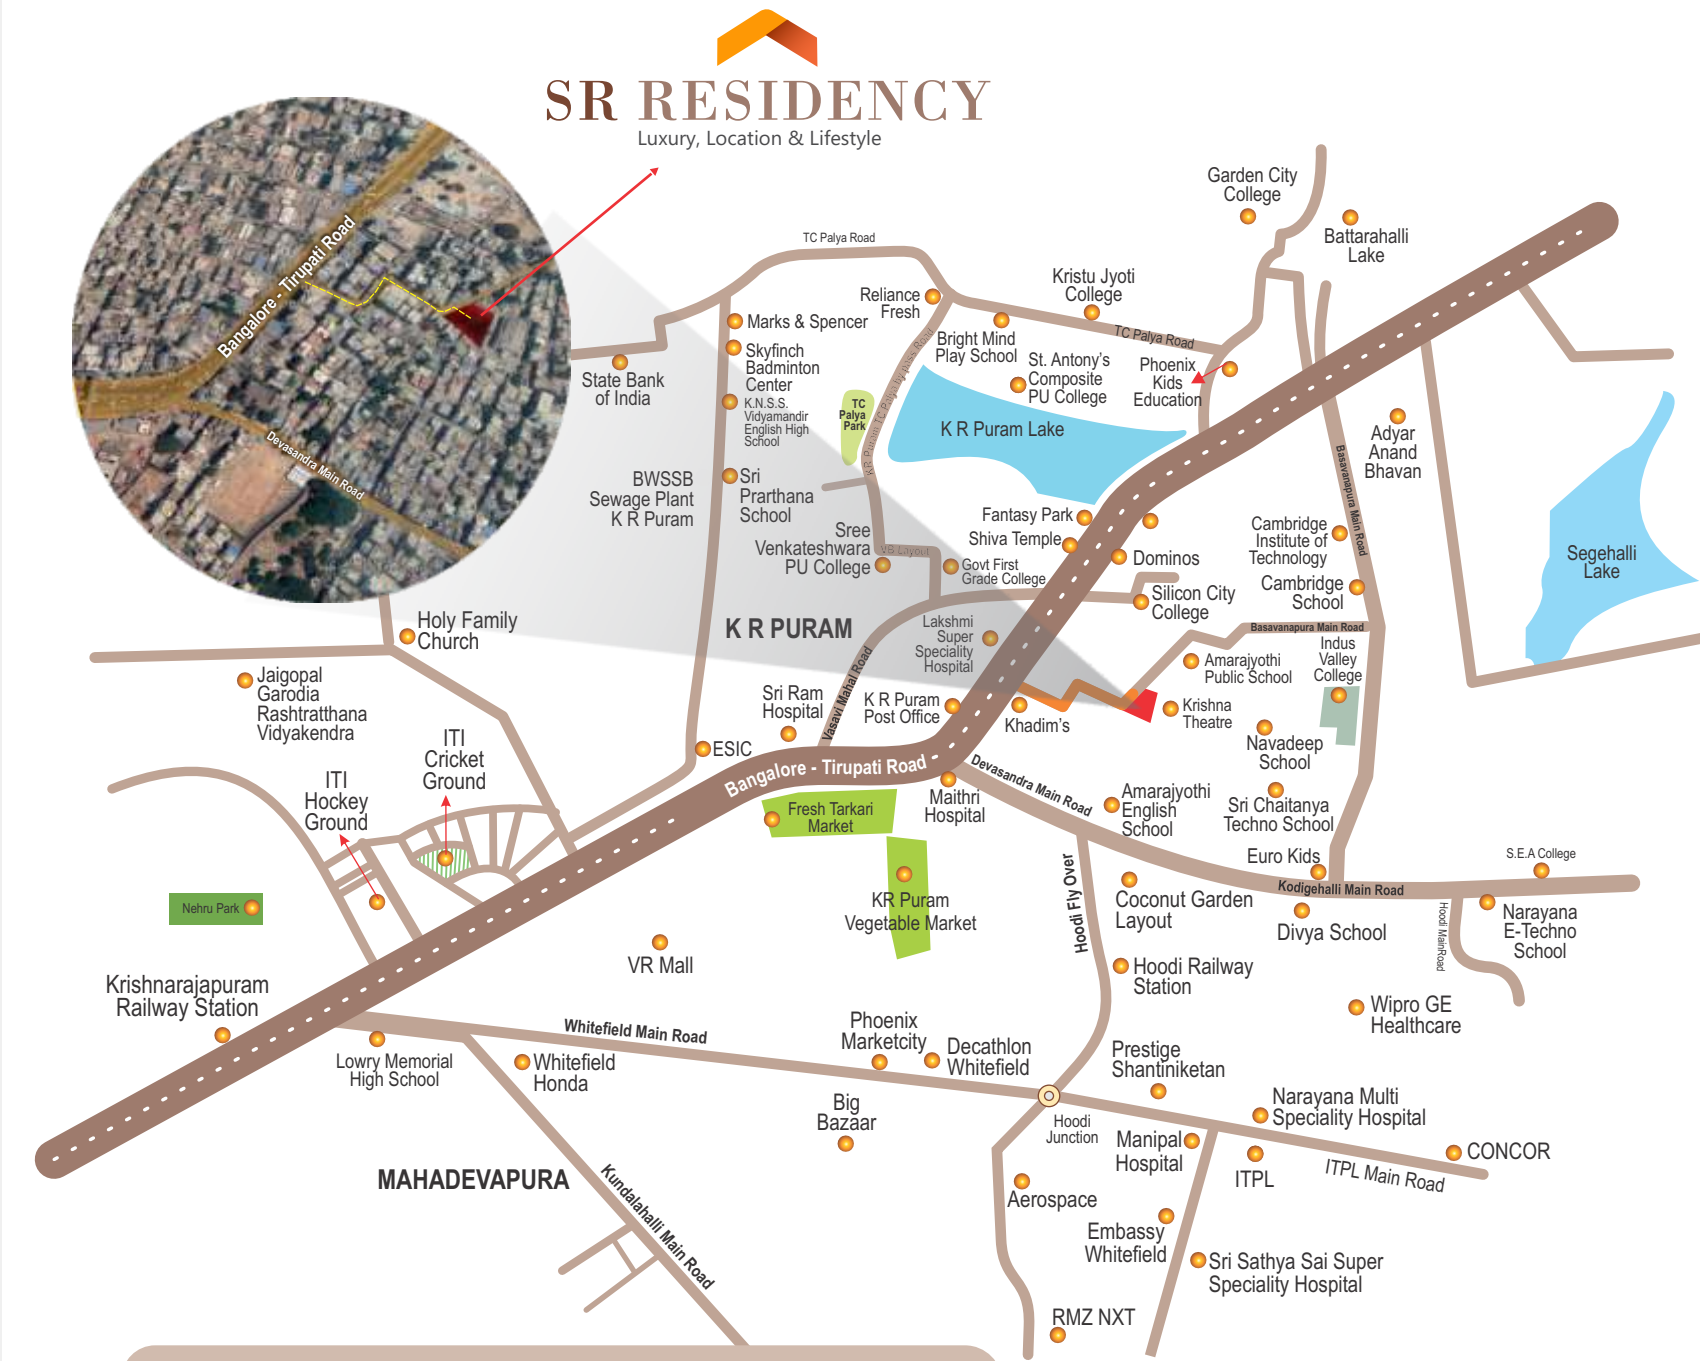 SR RESIDENCY
Luxury, Location & Lifestyle
Bangalore - Tirupati Road
Devasandra Main Road
Garden City
College
Battarahalli
Lake
TC Palya Road
Reliance
Fresh
Kristu Jyoti
College
TC Palya Road
Marks & Spencer
Skyfinch
Badminton
Center
K.N.S.S.
Vidyamandir
English High
School
State Bank
of India
Bright Mind
Play School
St. Antony's
Composite
PU College
Phoenix
Kids
Education
TC
Palya
Park
KR Puram TC Palya by pass Road
K R Puram Lake
Adyar
Anand
Bhavan
Basavanapura Main Road
BWSSB
Sewage Plant
K R Puram
Sri
Prarthana
School
Sree
Venkateshwara
PU College
VB Layout
Fantasy Park
Shiva Temple
Govt First
Grade College
Dominos
Cambridge
Institute of
Technology
Cambridge
School
Segehalli
Lake
Silicon City
College
Holy Family
Church
K R PURAM
Lakshmi
Super
Speciality
Hospital
Basavanapura Main Road
Indus
Valley
College
Amarajyothi
Public School
Jaigopal
Garodia
Rashtratthana
Vidyakendra
Sri Ram
Hospital
Vasavi Mahal Road
K R Puram
Post Office
Khadim's
Krishna
Theatre
Navadeep
School
ESIC
ITI
Cricket
Ground
ITI
Hockey
Ground
Bangalore - Tirupati Road
Devasandra Main Road
Fresh Tarkari
Market
Maithri
Hospital
Amarajyothi
English
School
Sri Chaitanya
Techno School
Euro Kids
S.E.A College
Kodigehalli Main Road
Hoodi Fly Over
Coconut Garden
Layout
Divya School
Hoodi MainRoad
Narayana
E-Techno
School
Nehru Park
KR Puram
Vegetable Market
VR Mall
Hoodi Railway
Station
Krishnarajapuram
Railway Station
Wipro GE
Healthcare
Whitefield Main Road
Phoenix
Marketcity
Decathlon
Whitefield
Prestige
Shantiniketan
Lowry Memorial
High School
Whitefield
Honda
Big
Bazaar
Hoodi
Junction
Narayana Multi
Speciality Hospital
Manipal
Hospital
ITPL
ITPL Main Road
CONCOR
MAHADEVAPURA
Kundalahalli Main Road
Aerospace
Embassy
Whitefield
Sri Sathya Sai Super
Speciality Hospital
RMZ NXT